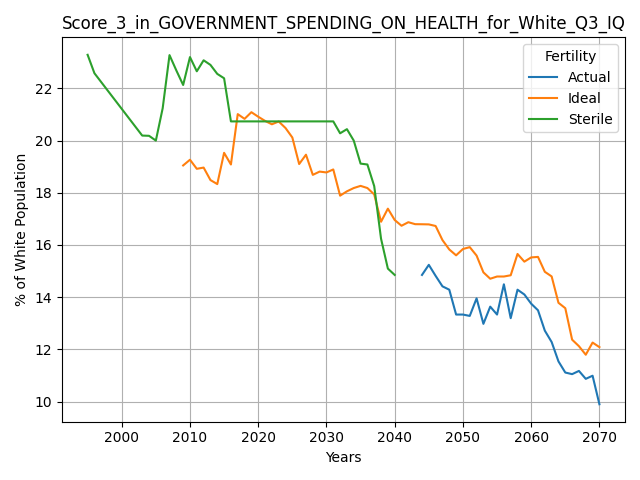 Score_3_in_GOVERNMENT_SPENDING_ON_HEALTH_for_White_Q3_IQ
Fertility
Actual
Ideal
Sterile
% of White Population
22
20
18
16
14
12
10
2000 2010 2020 2030 2040 2050 2060 2070
Years